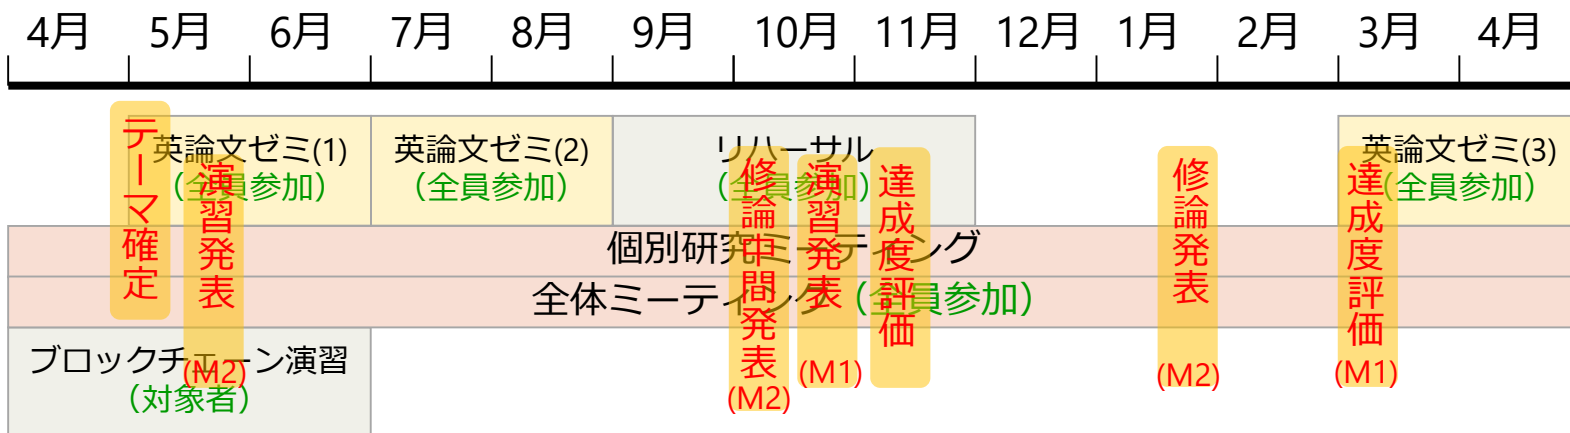 4月 5月 6月 7月 8月 9月 10月 11月 12月 1月 2月 3月 4月
英論文ゼミ(1)
(全員参加)
英論文ゼミ(2)
(全員参加)
リハーサル
(全員参加)
英論文ゼミ(3)
(全員参加)
個別研究ミーティング
全体ミーティング(全員参加)
ブロックチェーン演習
(対象者)
テーマ確定
演習発表
(M2)
修論中間発表
(M2)
演習発表
(M1)
達成度評価
修論発表
(M2)
達成度評価
(M1)